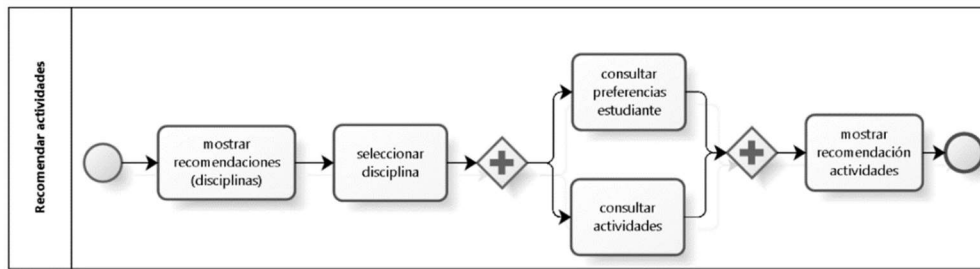 Recomendar actividades
mostrar
recomendaciones
(disciplinas)
seleccionar
disciplina
consultar
preferencias
estudiante
consultar
actividades
mostrar
recomendación
actividades